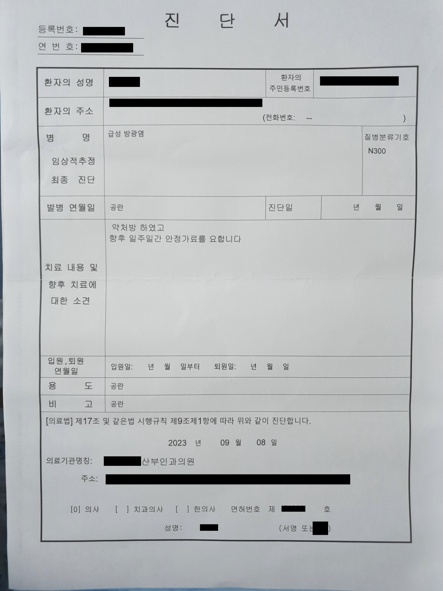 진 단 서
등록번호:
연 번 호:
환자의 성명
환자의 주민등록번호
환자의 주소
(전화번호: ― )
병 명
급성 방광염
질병분류기호
N300
임상적추정
최종 진단
발병 연월일
공란
진단일
년 월 일
약처방 하였고
향후 일주일간 안정가료를 요합니다
치료 내용 및
향후 치료에
대한 소견
입원,퇴원
연월일
입원일: 년 월 일부터 퇴원일: 년 월 일
용 도
공란
비 고
공란
[의료법] 제17조 및 같은법 시행규칙 제9조제1항에 따라 위와 같이 진단합니다.
2023 년 09 월 08 일
의료기관명칭: 산부인과의원
주소:
[0] 의사 [ ] 치과의사 [ ] 한의사 면허번호 제 호
성명: (서명 또는